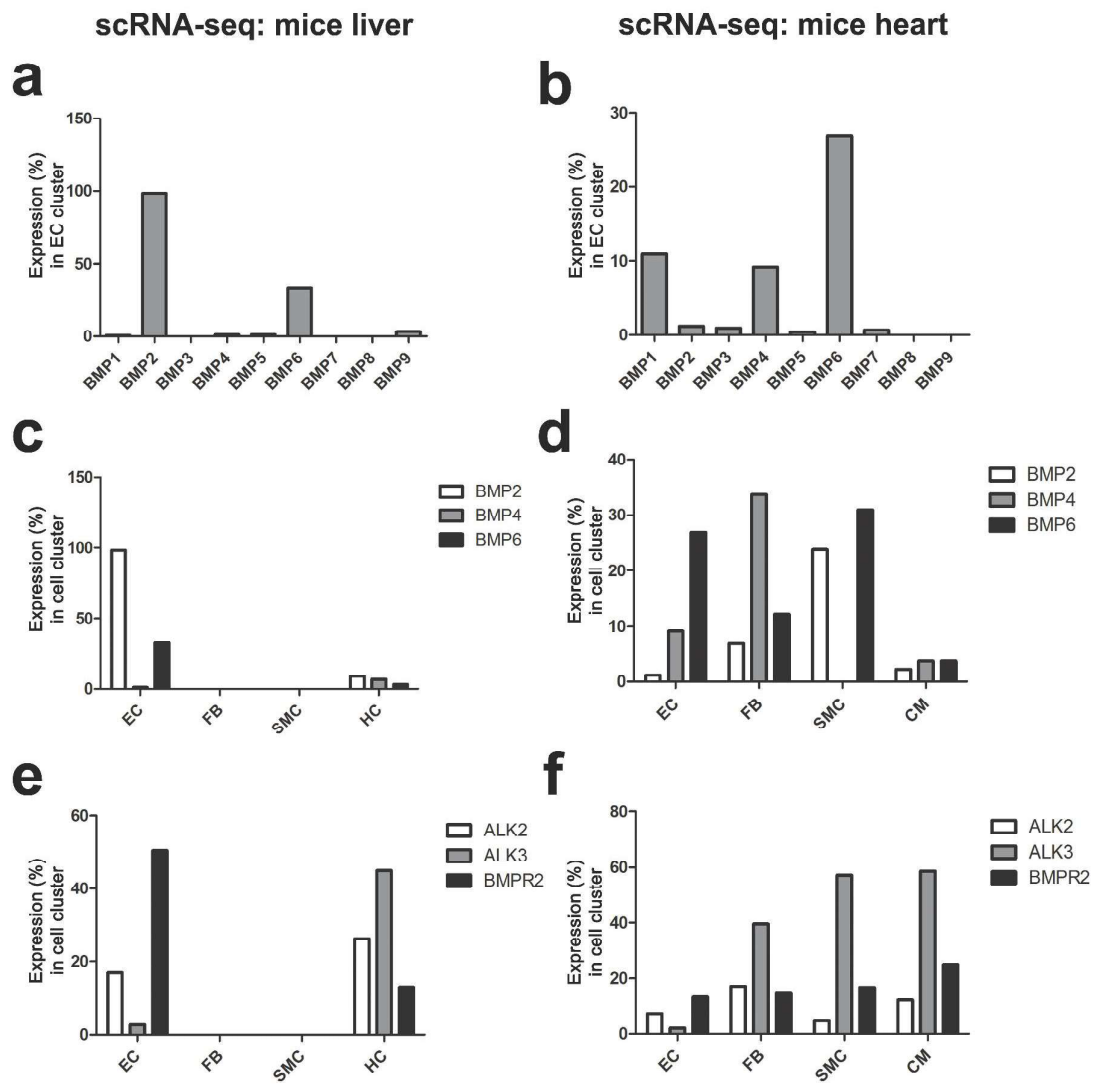 scRNA-seq: mice liver
scRNA-seq: mice heart
a
150
100
50
0
Expression (%)
in EC cluster
BMP1
BMP2
BMP3
BMP4
BMP5
BMP6
BMP7
BMP8
BMP9
b
30
20
10
0
Expression (%)
in EC cluster
BMP1
BMP2
BMP3
BMP4
BMP5
BMP6
BMP7
BMP8
BMP9
c
150
100
50
0
Expression (%)
in cell cluster
EC
FB
SMC
HC
BMP2
BMP4
BMP6
d
40
30
20
10
0
Expression (%)
in cell cluster
EC
FB
SMC
CM
BMP2
BMP4
BMP6
e
60
40
20
0
Expression (%)
in cell cluster
EC
FB
SMC
HC
ALK2
ALK3
BMPR2
f
80
60
40
20
0
Expression (%)
in cell cluster
EC
FB
SMC
CM
ALK2
ALK3
BMPR2